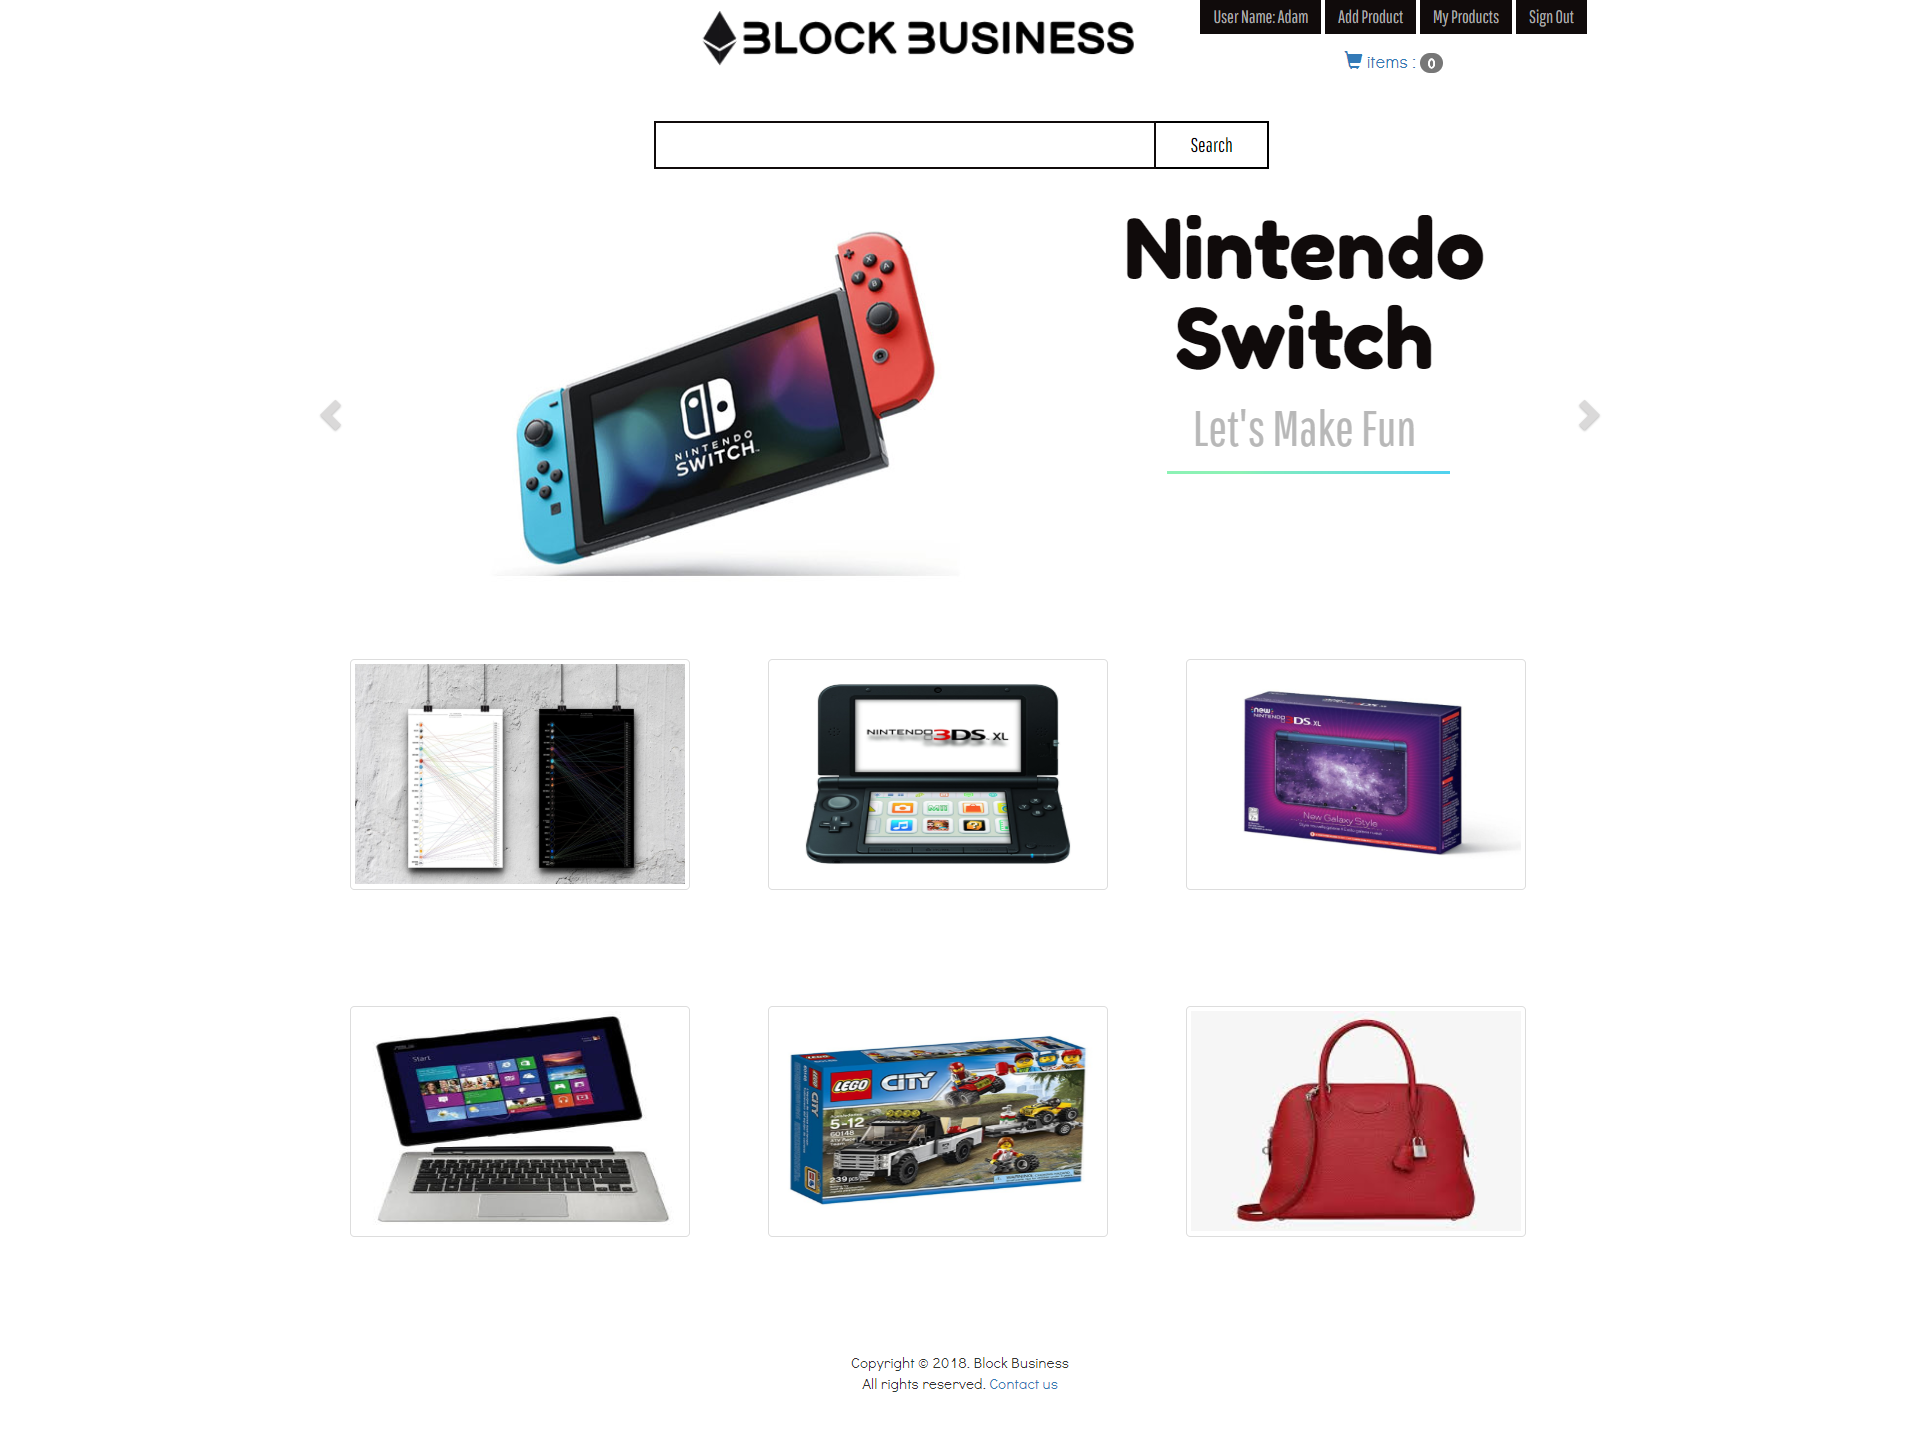 BLOCK BUSINESS
User Name: Adam
Add Product
My Products
Sign Out
items : 0
Search
Nintendo
Switch
Let's Make Fun
NINTENDO
SWITCH
NINTENDO 3DS XL
new
NINTENDO 3DS XL
New Galaxy Style
Start
LEGO CITY
5-12
60148
239 pcs/pzs
Copyright © 2018. Block Business
All rights reserved. Contact us